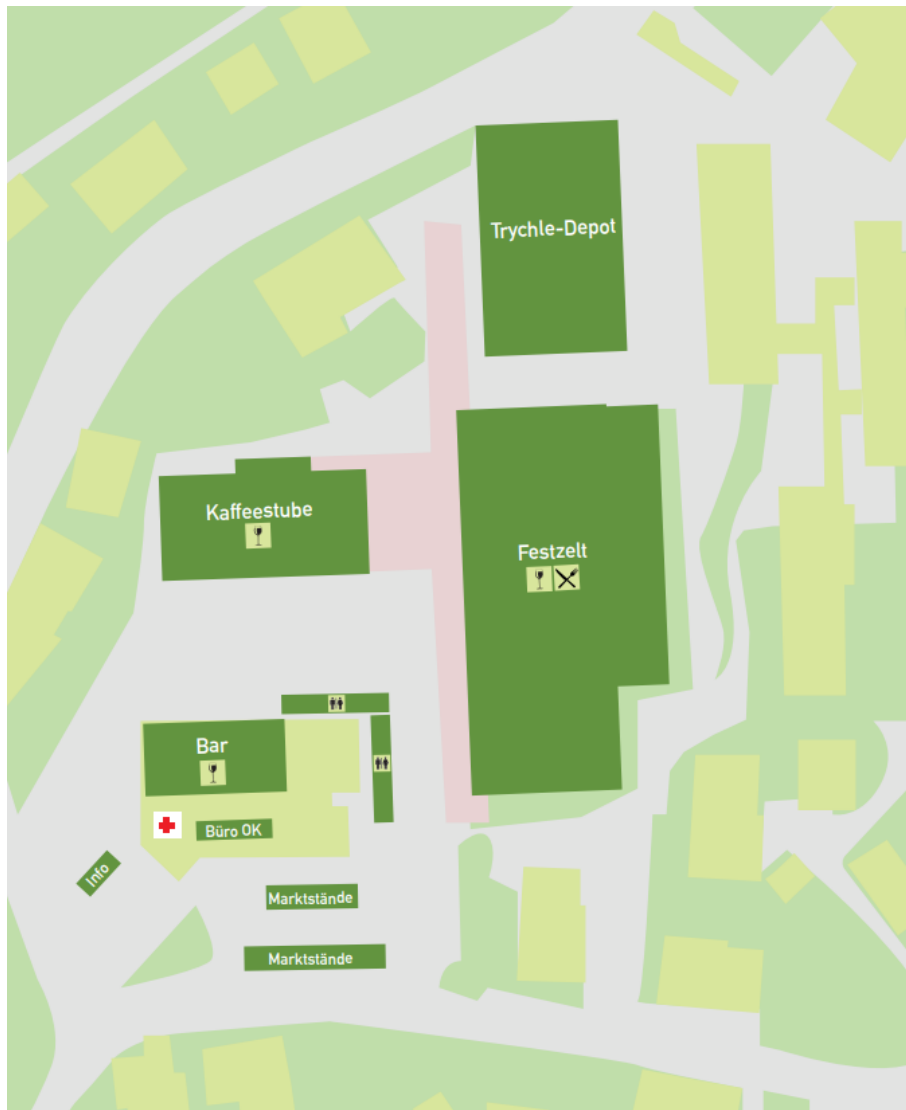 Trychle-Depot
Kaffeestube
Festzelt
Bar
Büro OK
Info
Marktstände
Marktstände